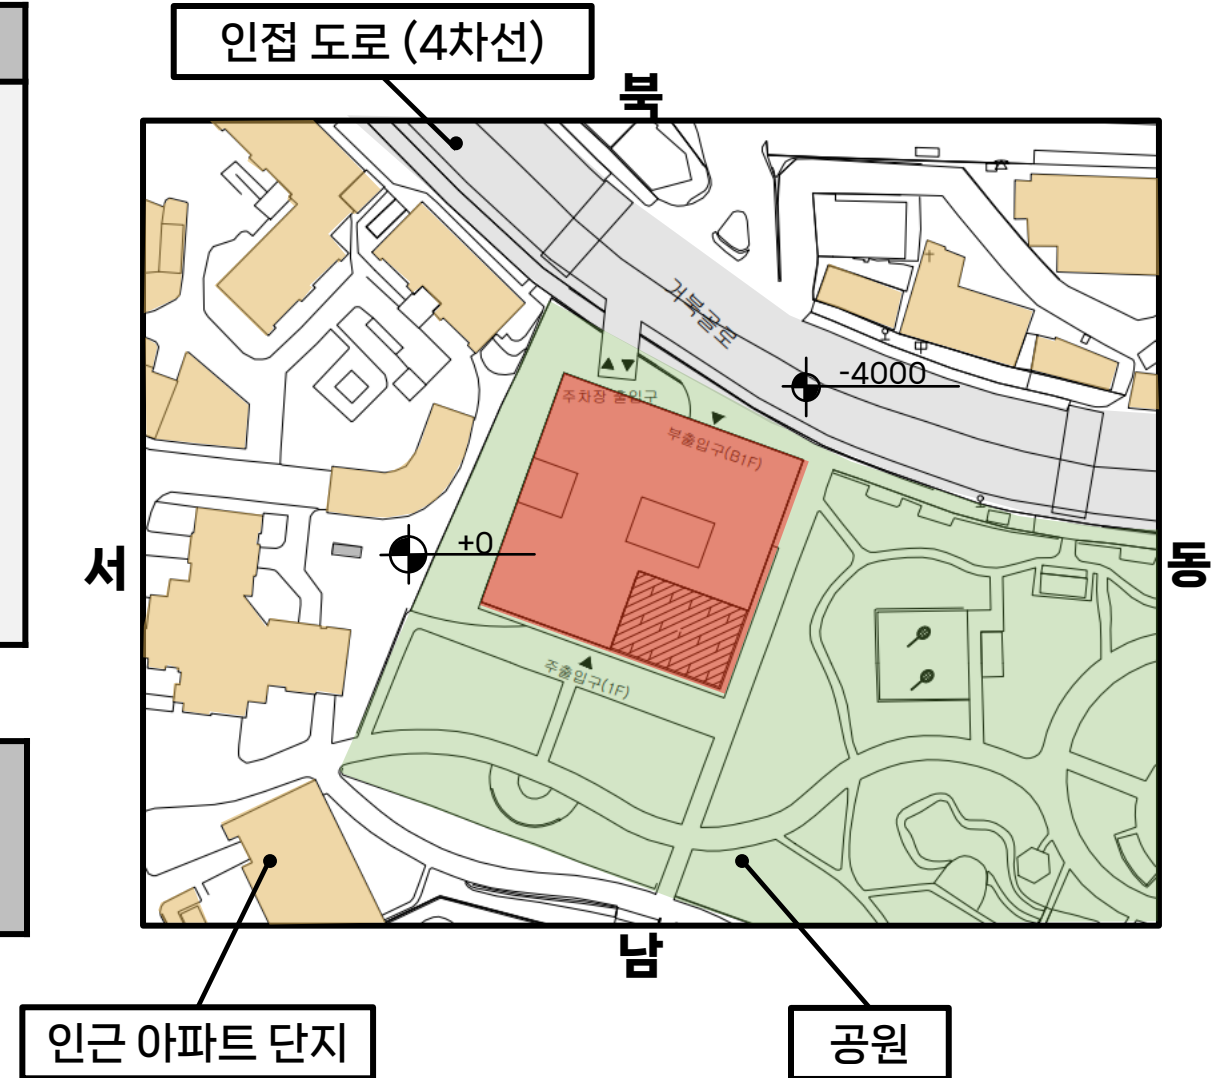 인접 도로 (4차선)
북
거북골로
-4000
주차장 출입구
부출입구(B1F)
서
+0
동
주출입구(1F)
남
인근 아파트 단지
공원